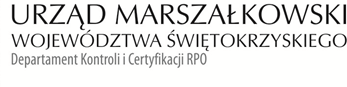 URZĄD MARSZAŁKOWSKI
WOJEWÓDZTWA ŚWIĘTOKRZYSKIEGO
Departament Kontroli i Certyfikacji RPO